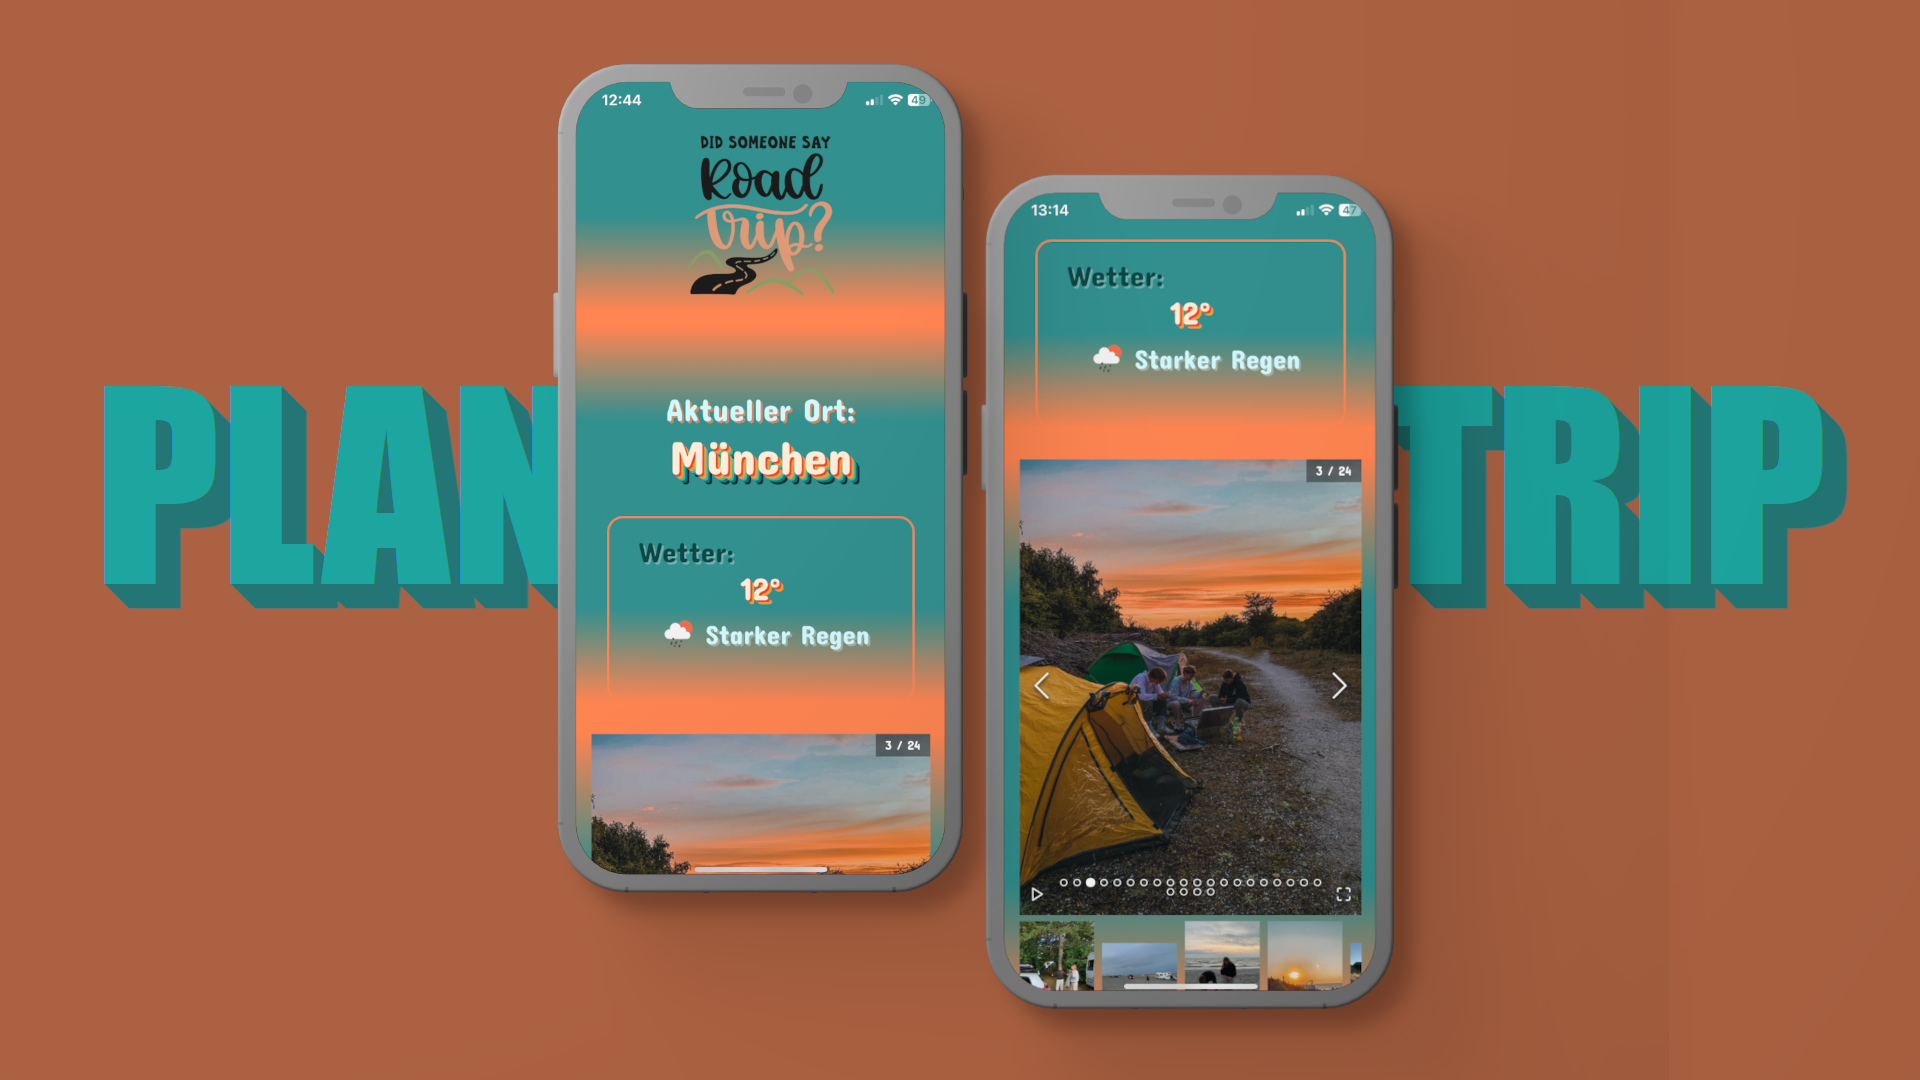 PLAN
TRIP
12:44
49
DID SOMEONE SAY
Road
Trip?
Aktueller Ort:
München
Wetter:
12°
Starker Regen
3 / 24
13:14
47
Wetter:
12°
Starker Regen
3 / 24